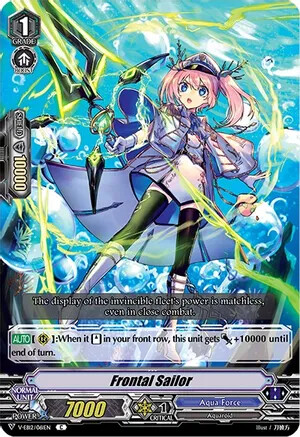 1
GRADE
BOOST
10000
The display of the invincible fleet's power is matchless,
even in close combat.
AUTO :When it in your front row, this unit gets +10000 until
end of turn.
Frontal Sailor
NORMAL
UNIT
POWER
7000
1
CRITICAL
Aqua Force
Aquaroid
V-EB12/081EN C